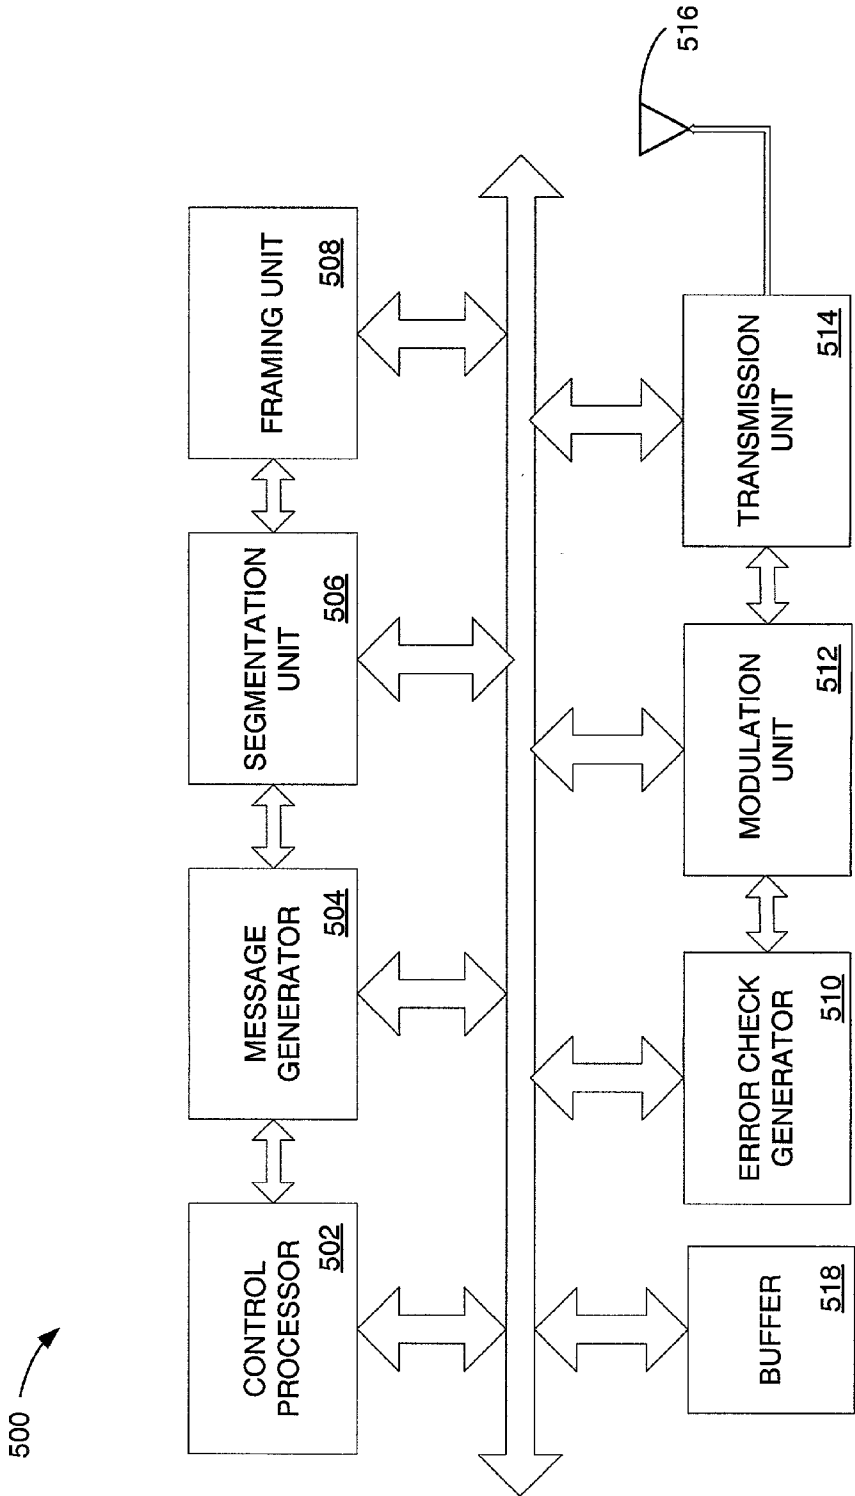 500
CONTROL
PROCESSOR
502
MESSAGE
GENERATOR
504
SEGMENTATION
UNIT
506
FRAMING UNIT
508
BUFFER
518
ERROR CHECK
GENERATOR
510
MODULATION
UNIT
512
TRANSMISSION
UNIT
514
516